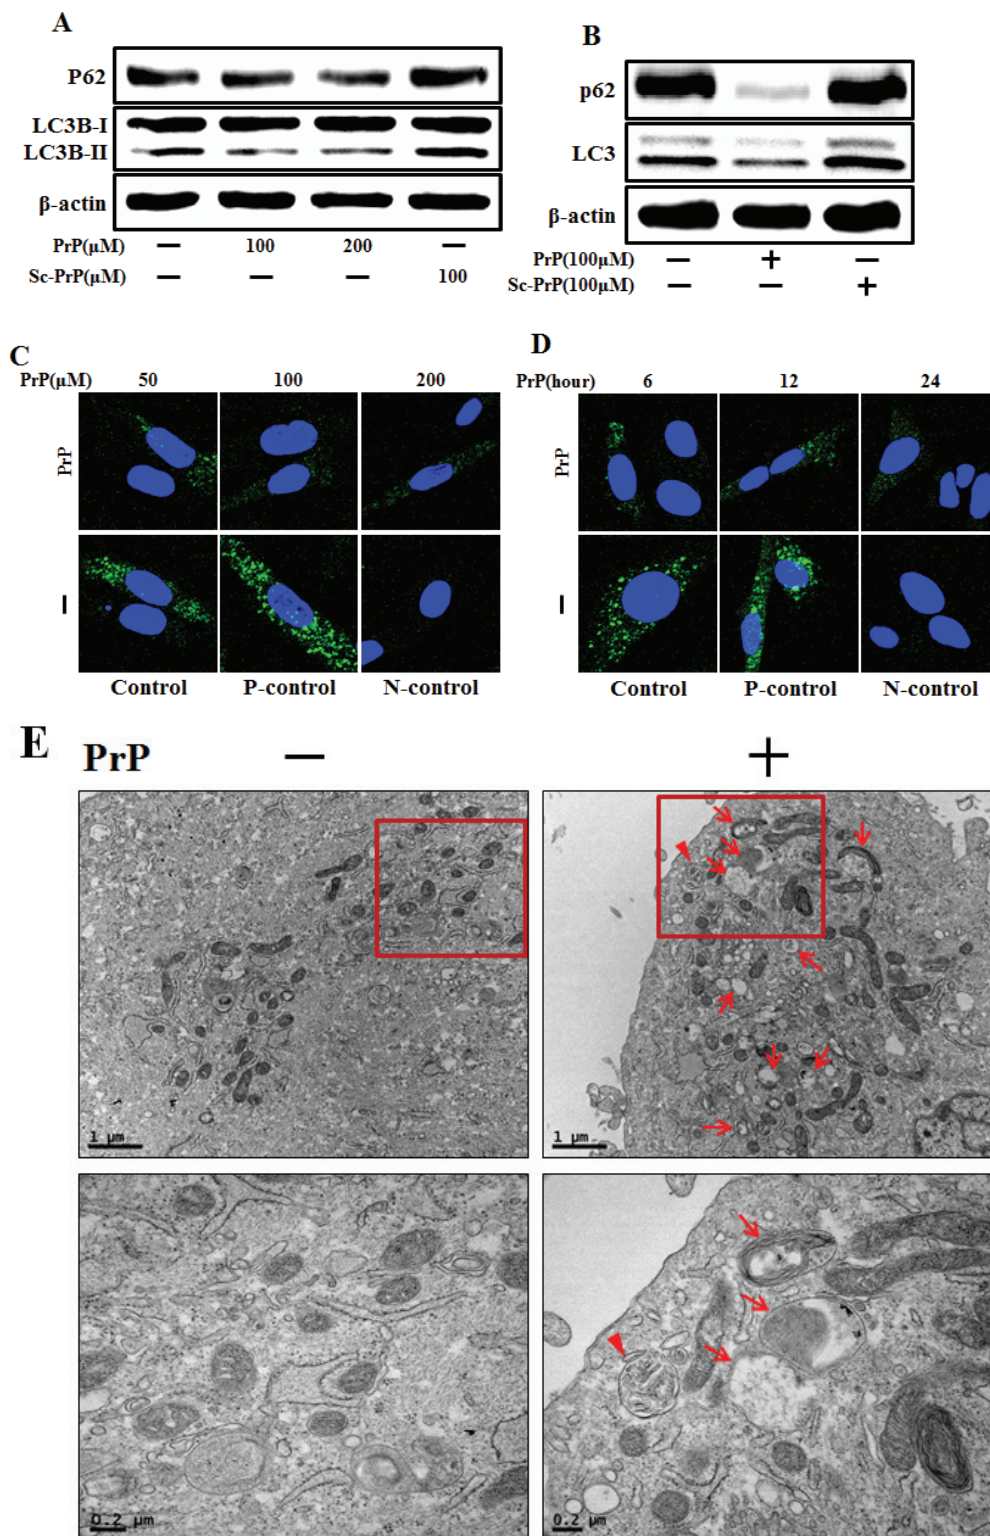 A
P62
LC3B-I
LC3B-II
β-actin
PrP(μM) — 100 200 —
Sc-PrP(μM) — — — 100
B
p62
LC3
β-actin
PrP(100μM) — + —
Sc-PrP(100μM) — — +
C
PrP(μM) 50 100 200
PrP
—
Control P-control N-control
D
PrP(hour) 6 12 24
PrP
—
Control P-control N-control
E PrP — +
1 μm
1 μm
0.2 μm
0.2 μm